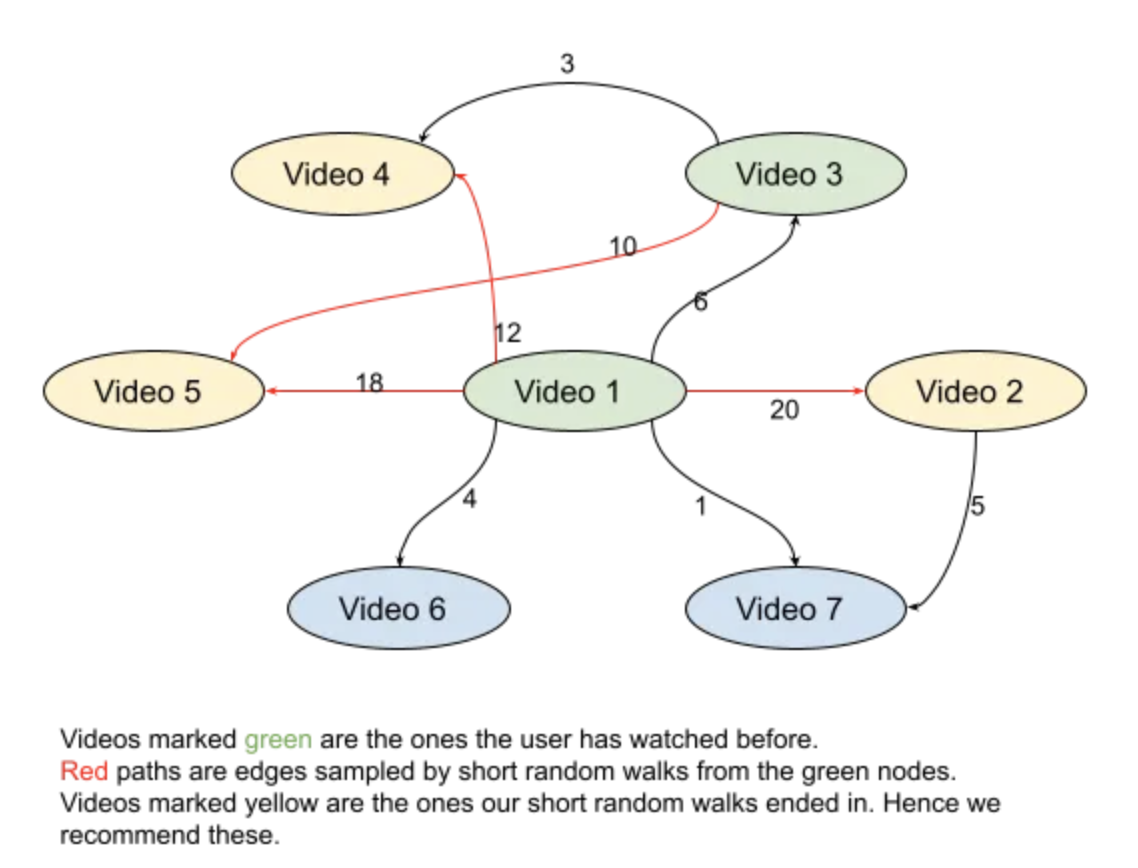 3
Video 4
Video 3
10
6
12
Video 5
18
Video 1
20
Video 2
4
1
5
Video 6
Video 7
Videos marked green are the ones the user has watched before.
Red paths are edges sampled by short random walks from the green nodes.
Videos marked yellow are the ones our short random walks ended in. Hence we
recommend these.